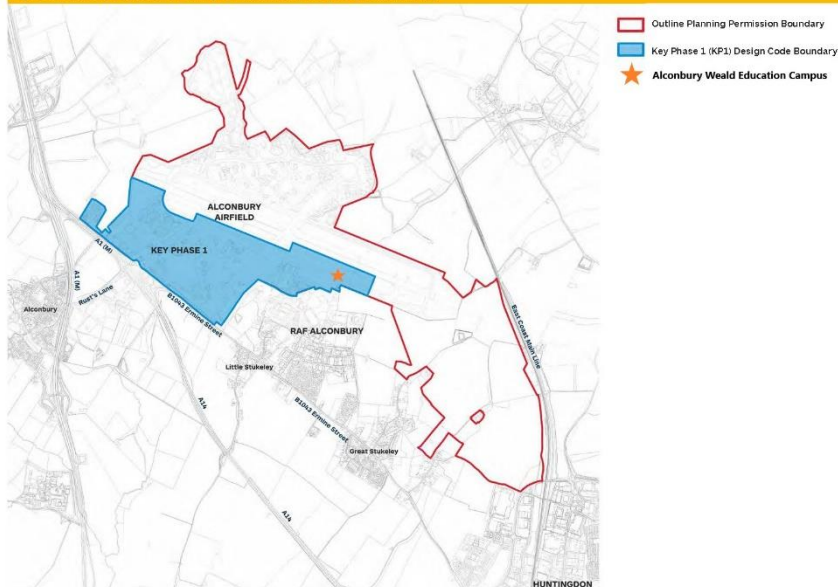 Outline Planning Permission Boundary
Key Phase 1 (KP1) Design Code Boundary
Alconbury Weald Education Campus
ALCONBURY
AIRFIELD
KEY PHASE 1
A1 (M)
A1 (M)
Rust's Lane
Alconbury
B1043 Ermine Street
RAF ALCONBURY
East Coast Main Line
Little Stukeley
A14
B1043 Ermine Street
Great Stukeley
A14
HUNTINGDON